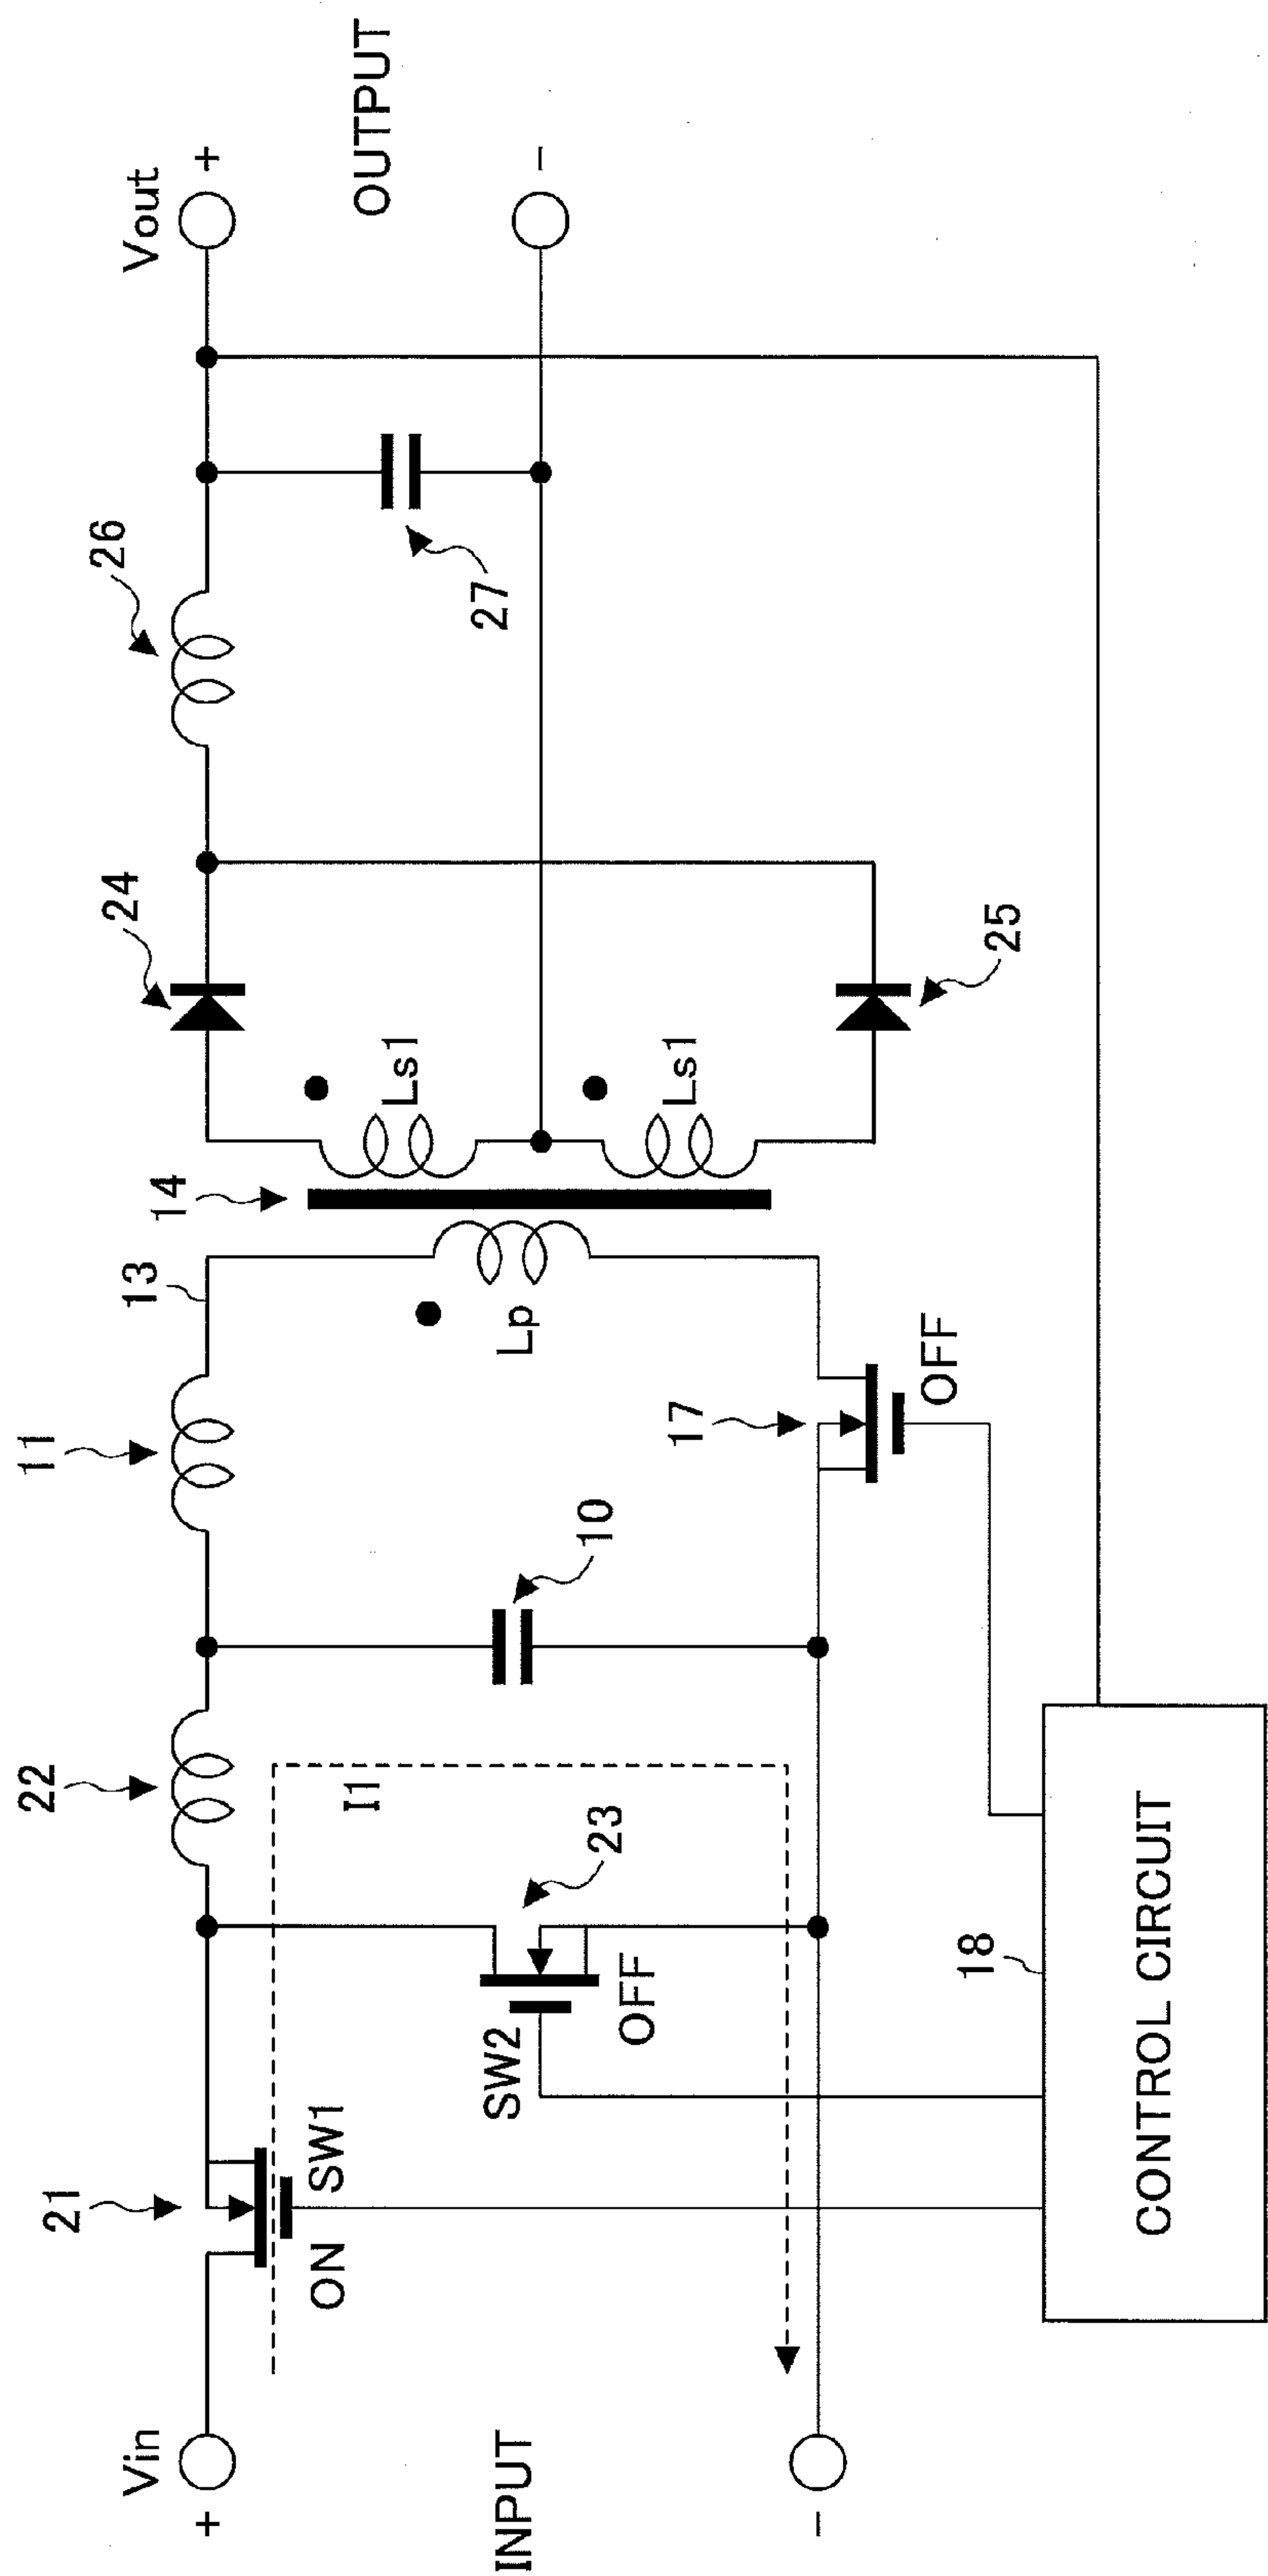 Vin
+
INPUT
-
21
ON
SW1
SW2
OFF
23
22
I1
10
11
13
Lp
17
OFF
14
Ls1
Ls1
24
25
26
27
Vout
+
OUTPUT
-
18
CONTROL CIRCUIT